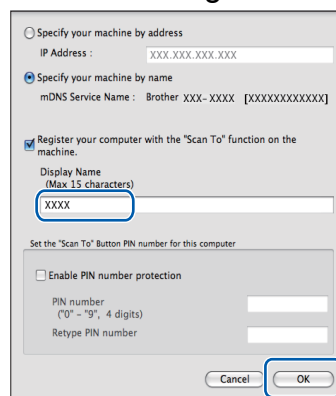 Specify your machine by address
IP Address : XXX.XXX.XXX.XXX
Specify your machine by name
mDNS Service Name : Brother XXX-XXXX [XXXXXXXXXXXX]
Register your computer with the "Scan To" function on the
machine.
Display Name
(Max 15 characters)
XXXX
Set the "Scan To" Button PIN number for this computer
Enable PIN number protection
PIN number
("0" – "9", 4 digits)
Retype PIN number
Cancel OK